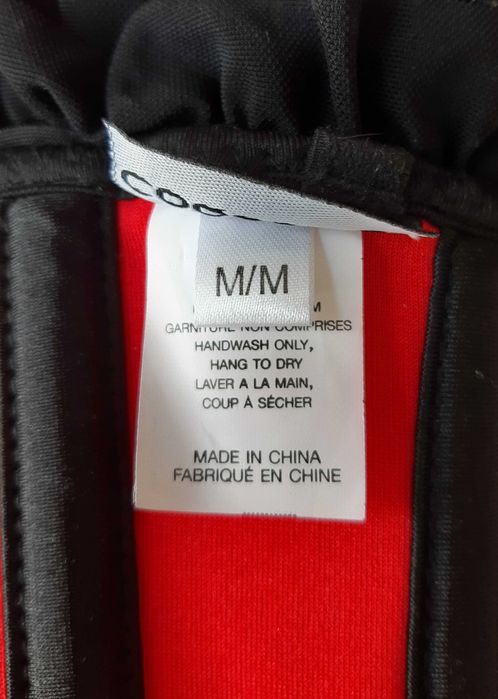 M/M
GARNITURE NON COMPRISES
HANDWASH ONLY,
HANG TO DRY
LAVER A LA MAIN,
COUP À SÉCHER
MADE IN CHINA
FABRIQUÉ EN CHINE